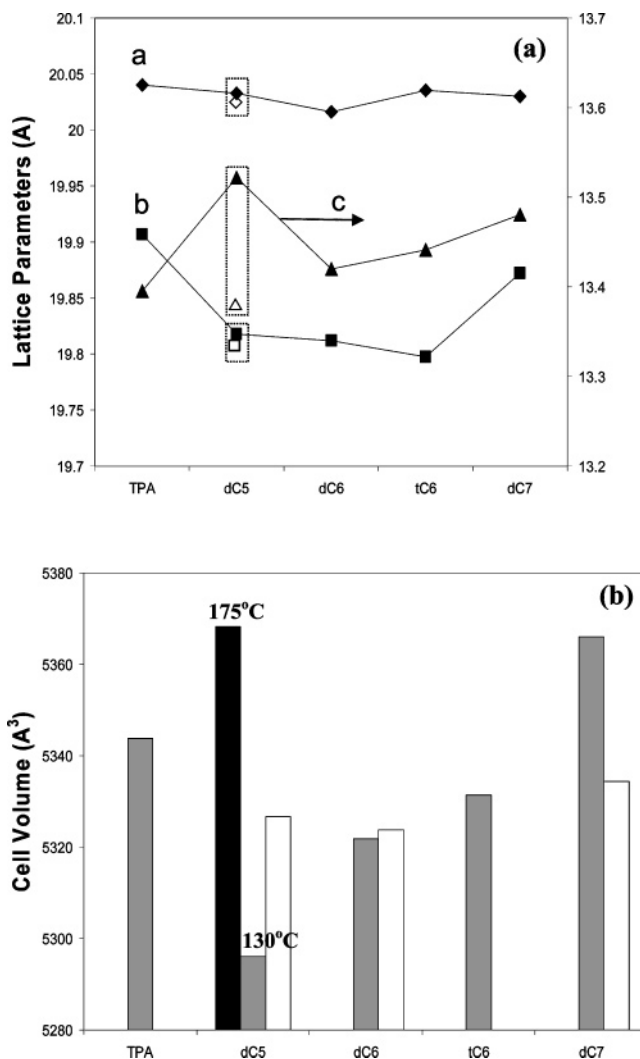 20.1
13.7
(a)
a
20.05
13.6
20
19.95
13.5
b
c
19.9
13.4
19.85
19.8
13.3
19.75
19.7
13.2
Lattice Parameters (A)
TPA dC5 dC6 tC6 dC7
5380
(b)
175°C
5360
5340
5320
130°C
5300
5280
Cell Volume (A³)
TPA dC5 dC6 tC6 dC7